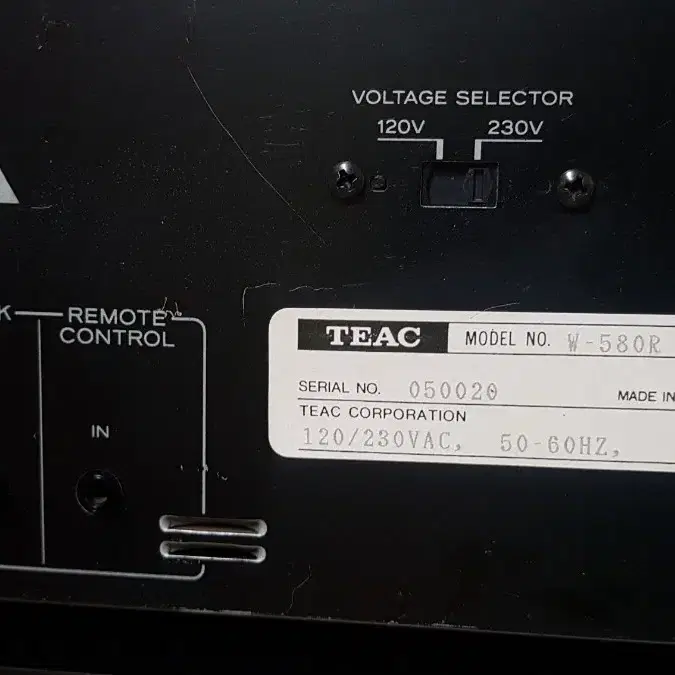 VOLTAGE SELECTOR
120V 230V
K
REMOTE
CONTROL
IN
TEAC MODEL NO. W-580R
SERIAL NO. 050020 MADE IN
TEAC CORPORATION
120/230VAC, 50-60HZ,